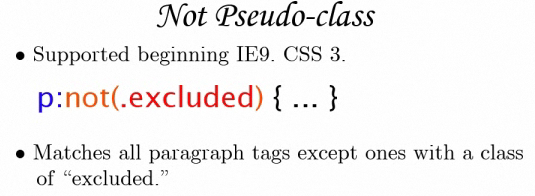 Not Pseudo-class
• Supported beginning IE9. CSS 3.
p:not(.excluded) { ... }
• Matches all paragraph tags except ones with a class
of “excluded.”